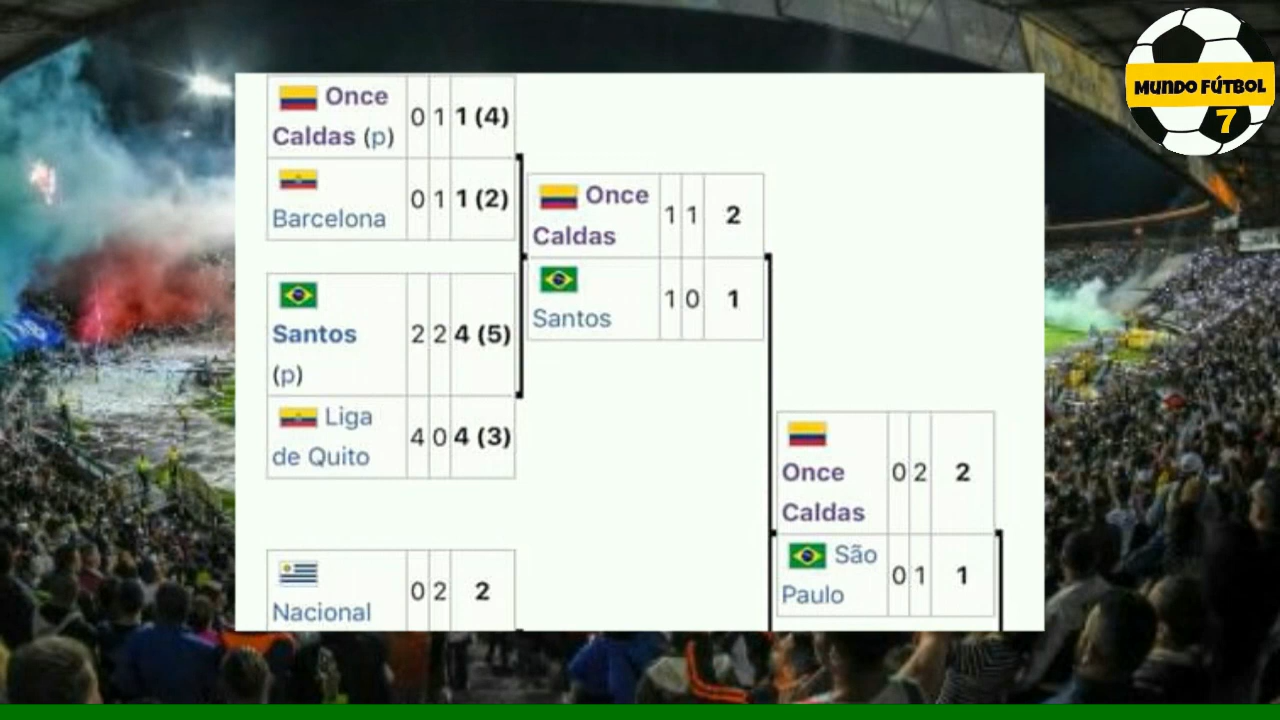 MUNDO FÚTBOL
7
Once
Caldas (p)
0 1 1 (4)
Barcelona
0 1 1 (2)
Santos
(p)
2 2 4 (5)
Liga
de Quito
4 0 4 (3)
Nacional
0 2 2
Once
Caldas
1 1 2
Santos
1 0 1
Once
Caldas
0 2 2
São
Paulo
0 1 1